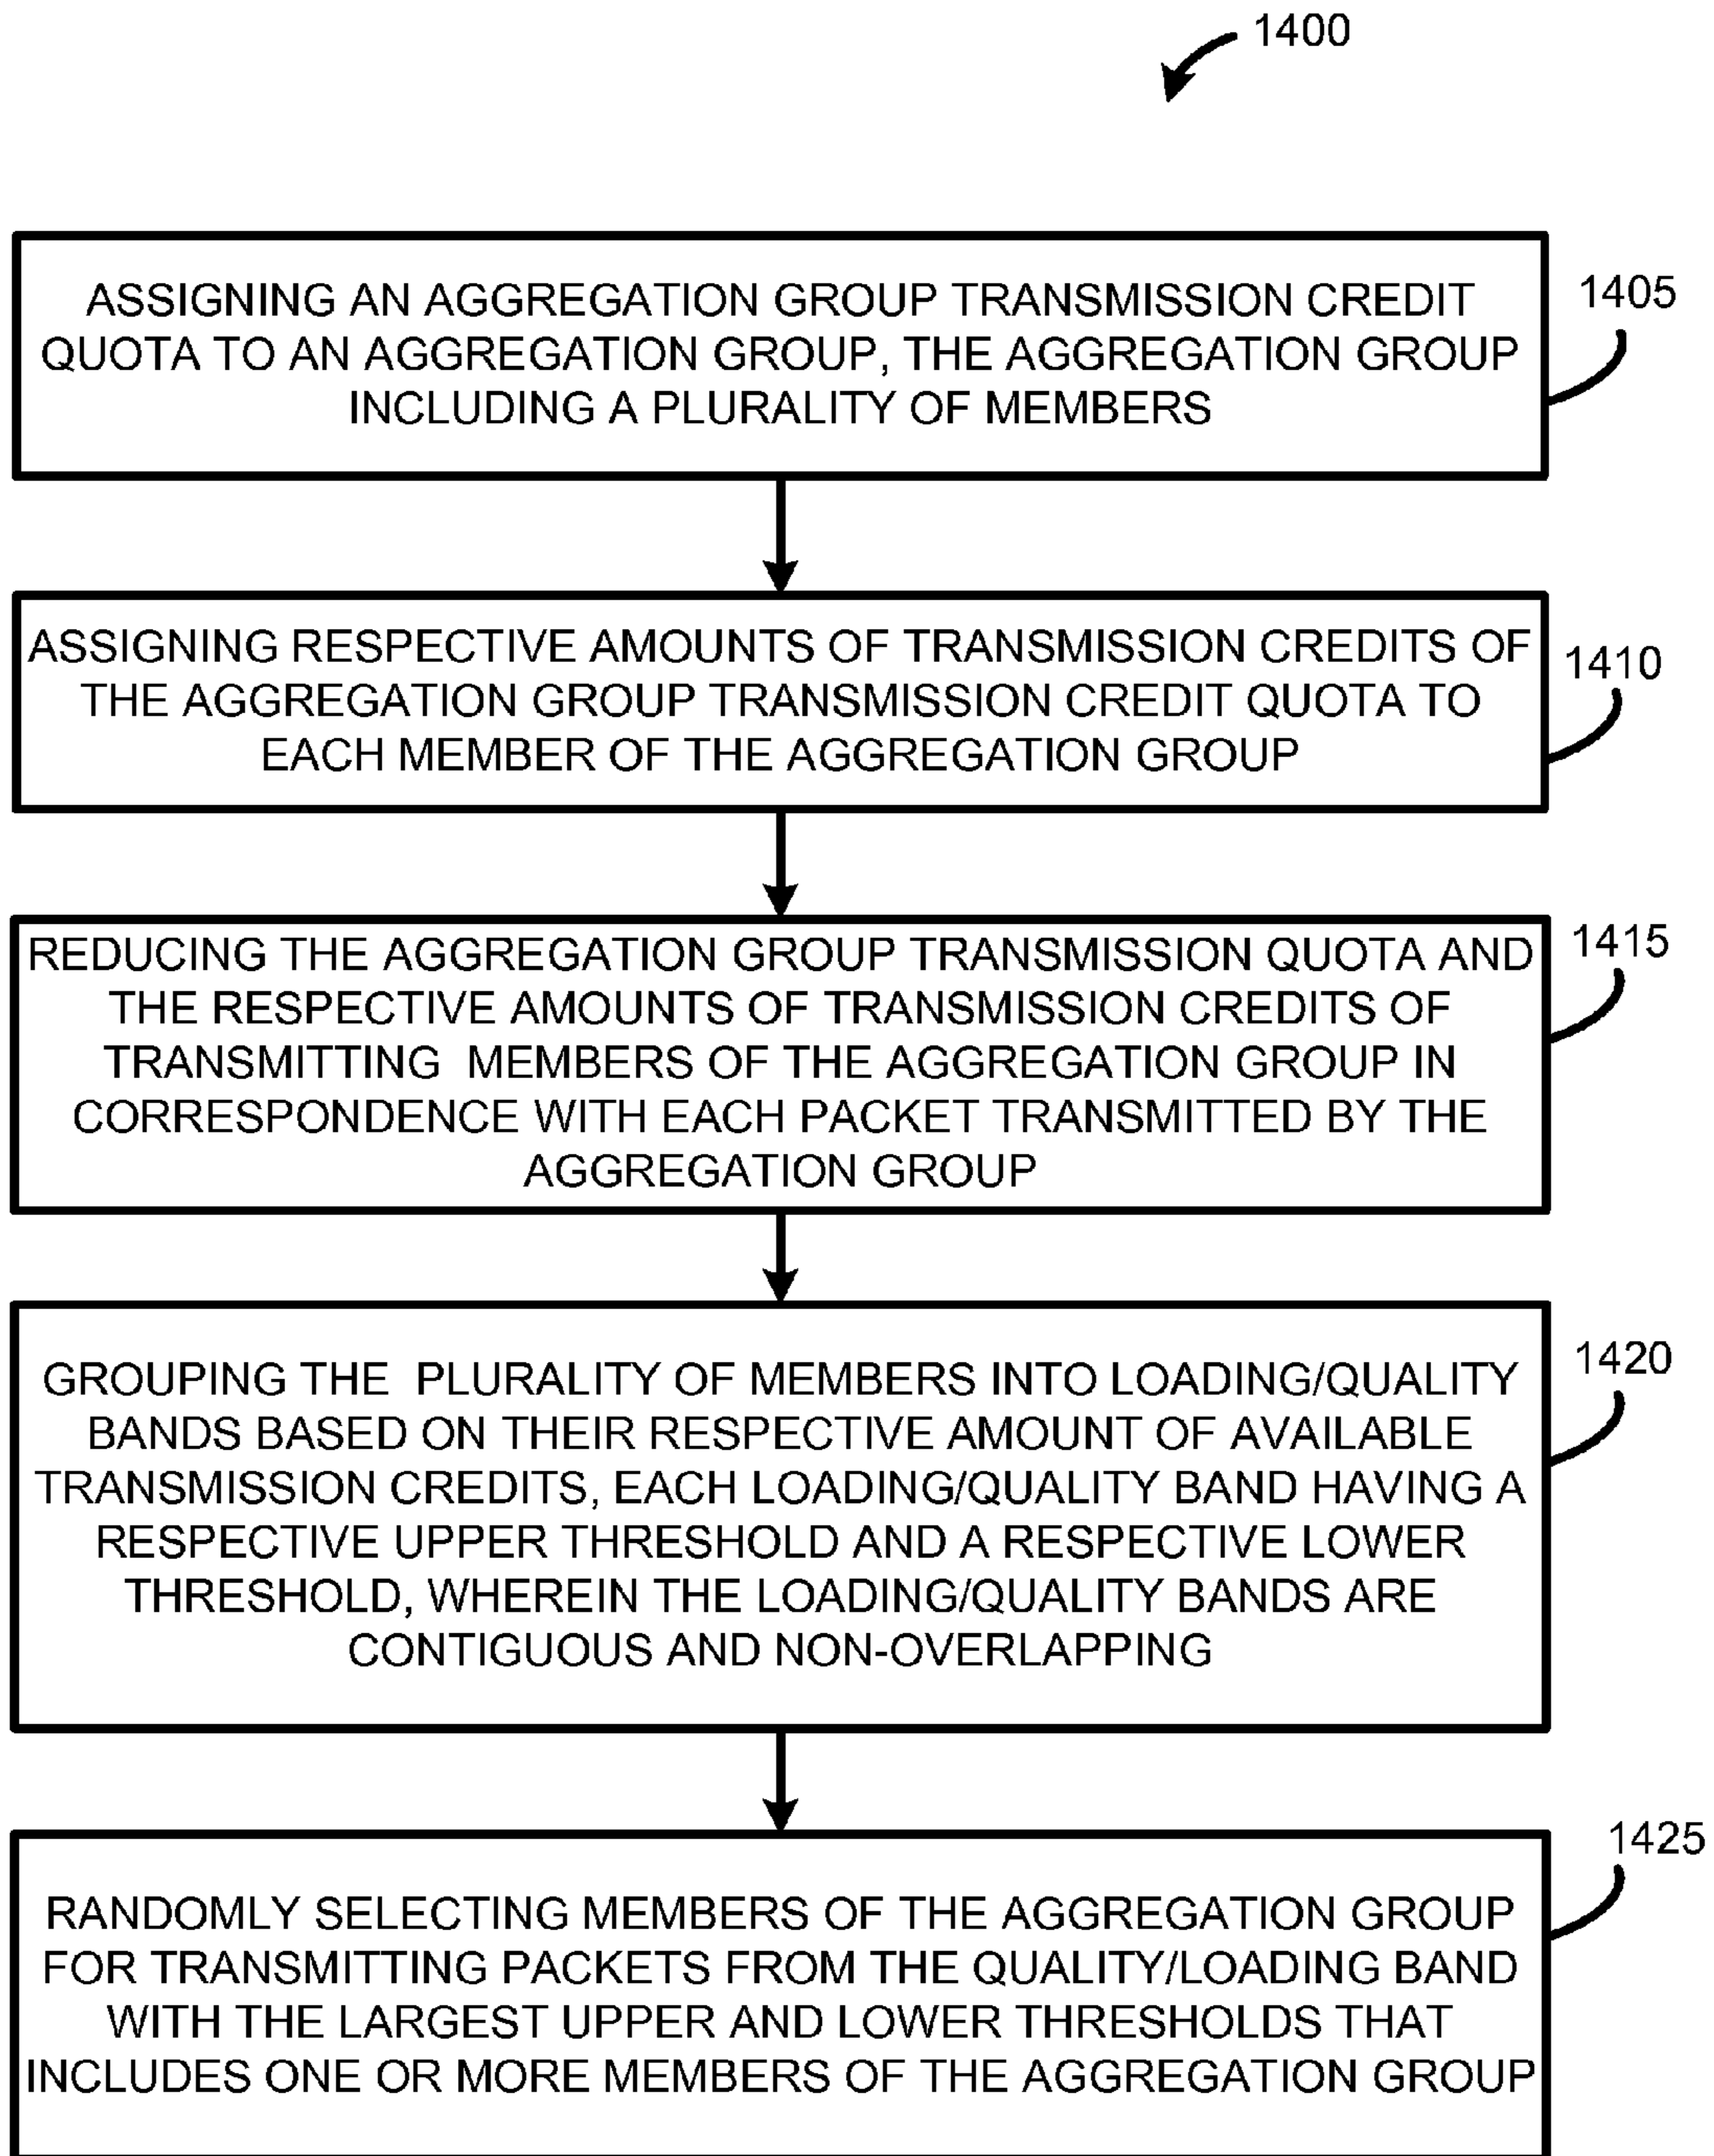 1400
ASSIGNING AN AGGREGATION GROUP TRANSMISSION CREDIT
QUOTA TO AN AGGREGATION GROUP, THE AGGREGATION GROUP
INCLUDING A PLURALITY OF MEMBERS
1405
ASSIGNING RESPECTIVE AMOUNTS OF TRANSMISSION CREDITS OF
THE AGGREGATION GROUP TRANSMISSION CREDIT QUOTA TO
EACH MEMBER OF THE AGGREGATION GROUP
1410
REDUCING THE AGGREGATION GROUP TRANSMISSION QUOTA AND
THE RESPECTIVE AMOUNTS OF TRANSMISSION CREDITS OF
TRANSMITTING MEMBERS OF THE AGGREGATION GROUP IN
CORRESPONDENCE WITH EACH PACKET TRANSMITTED BY THE
AGGREGATION GROUP
1415
GROUPING THE PLURALITY OF MEMBERS INTO LOADING/QUALITY
BANDS BASED ON THEIR RESPECTIVE AMOUNT OF AVAILABLE
TRANSMISSION CREDITS, EACH LOADING/QUALITY BAND HAVING A
RESPECTIVE UPPER THRESHOLD AND A RESPECTIVE LOWER
THRESHOLD, WHEREIN THE LOADING/QUALITY BANDS ARE
CONTIGUOUS AND NON-OVERLAPPING
1420
RANDOMLY SELECTING MEMBERS OF THE AGGREGATION GROUP
FOR TRANSMITTING PACKETS FROM THE QUALITY/LOADING BAND
WITH THE LARGEST UPPER AND LOWER THRESHOLDS THAT
INCLUDES ONE OR MORE MEMBERS OF THE AGGREGATION GROUP
1425